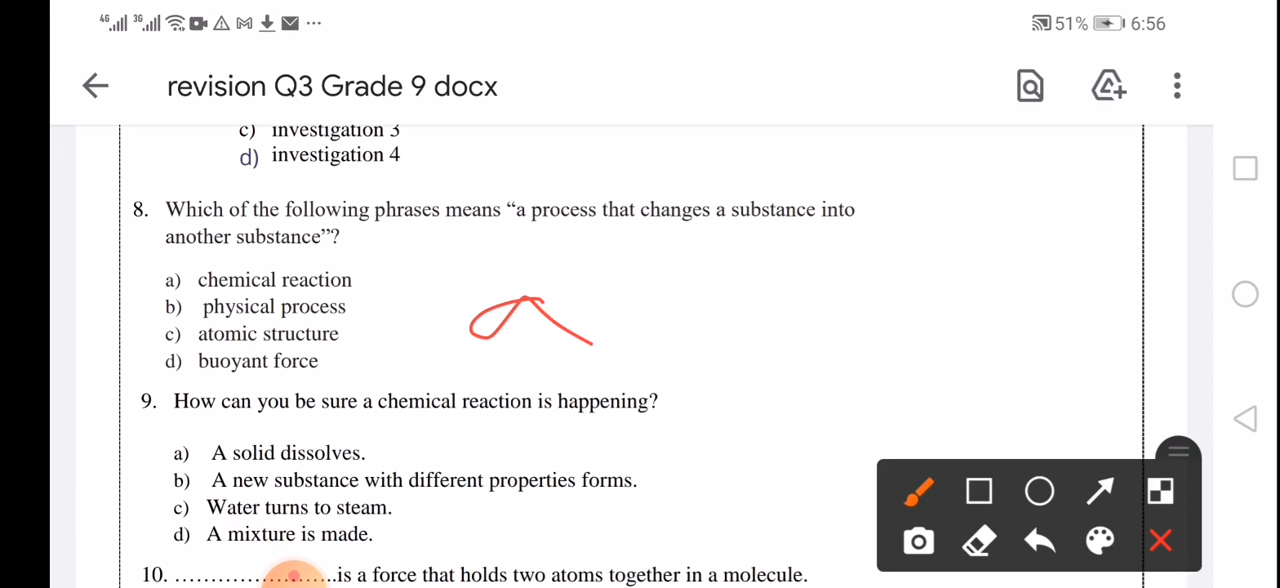 4G 3G 51% 6:56
revision Q3 Grade 9 docx
c) investigation 3
d) investigation 4
8. Which of the following phrases means “a process that changes a substance into
another substance”?
a) chemical reaction
b) physical process
c) atomic structure
d) buoyant force
a
9. How can you be sure a chemical reaction is happening?
a) A solid dissolves.
b) A new substance with different properties forms.
c) Water turns to steam.
d) A mixture is made.
10. ........................is a force that holds two atoms together in a molecule.